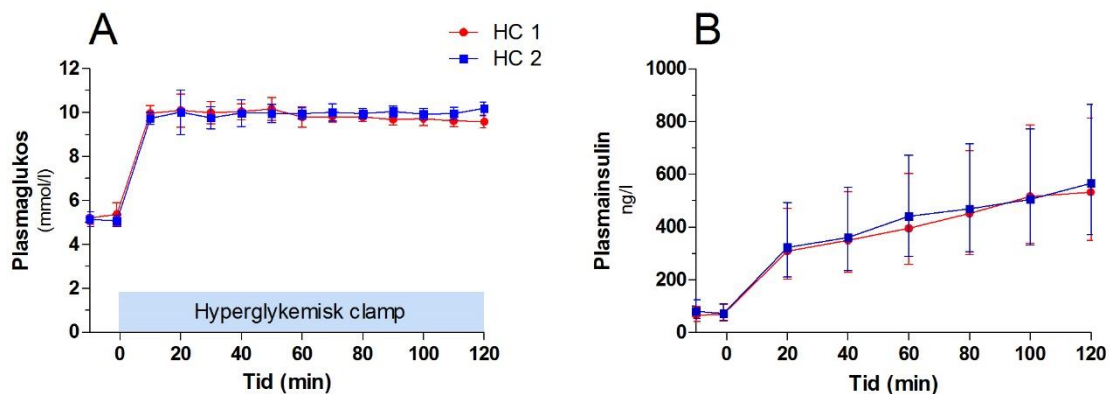 A
HC 1
HC 2
12
10
8
6
4
2
0
Plasmaglukos
(mmol/l)
Hyperglykemisk clamp
0 20 40 60 80 100 120
Tid (min)
B
1000
800
600
400
200
0
Plasmainsulin
ng/l
0 20 40 60 80 100 120
Tid (min)